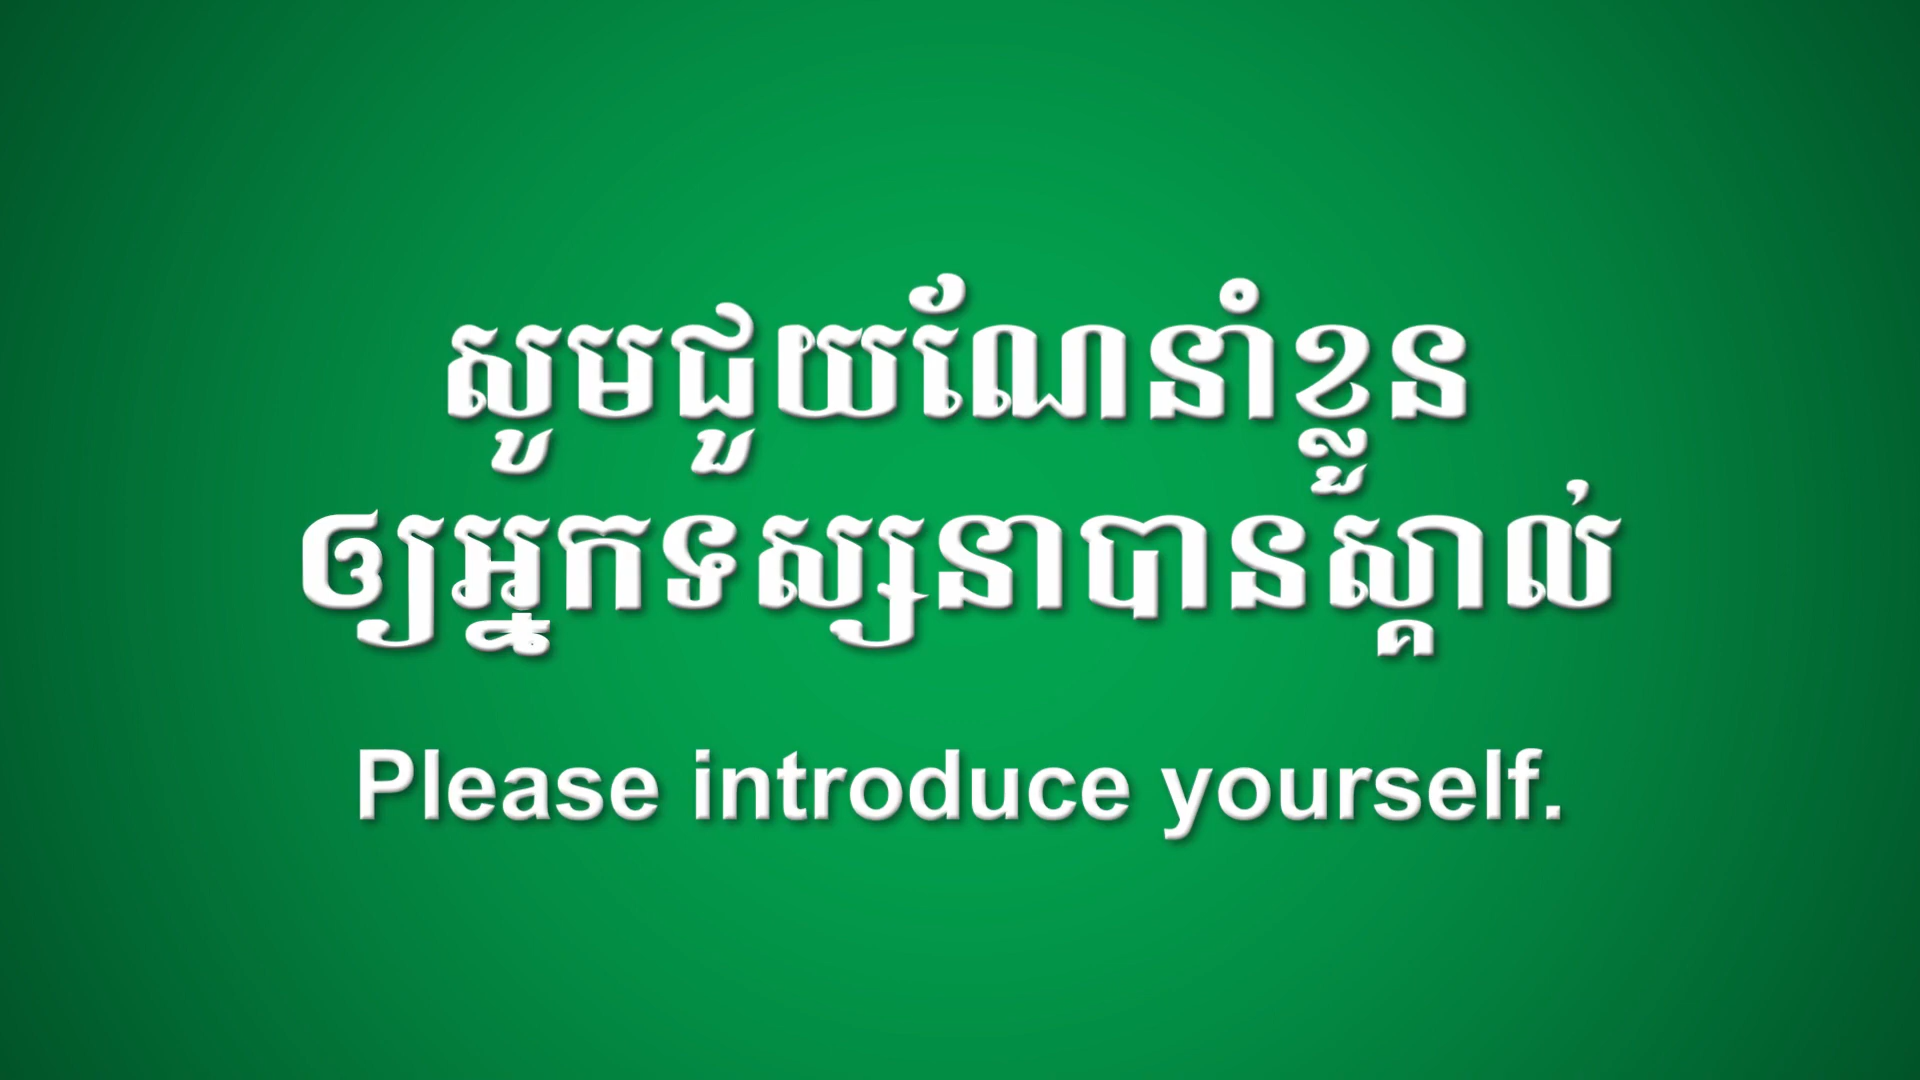 សូមជួយណែនាំខ្លួន
ឲ្យអ្នកទស្សនាបានស្គាល់
Please introduce yourself.